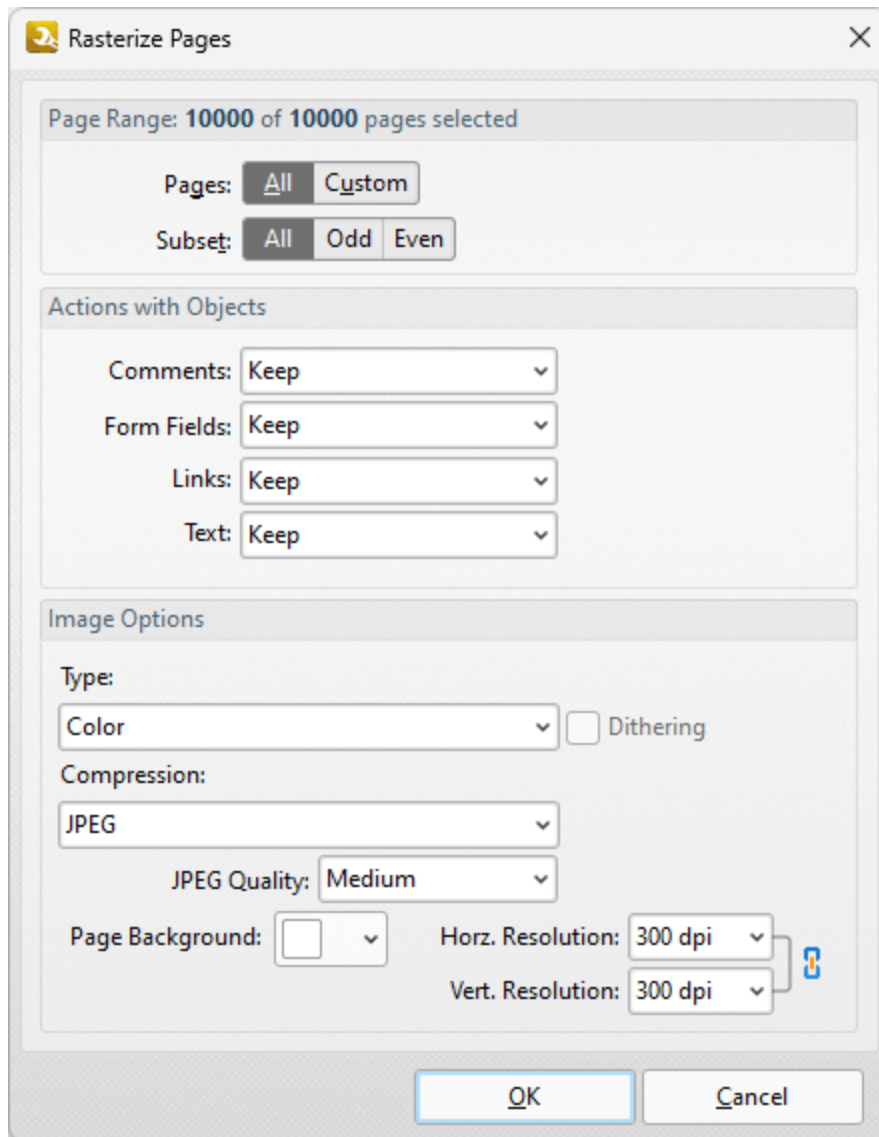 Rasterize Pages
Page Range: 10000 of 10000 pages selected
Pages: All Custom
Subset: All Odd Even
Actions with Objects
Comments: Keep
Form Fields: Keep
Links: Keep
Text: Keep
Image Options
Type:
Color Dithering
Compression:
JPEG
JPEG Quality: Medium
Page Background: Horz. Resolution: 300 dpi
Vert. Resolution: 300 dpi
OK Cancel